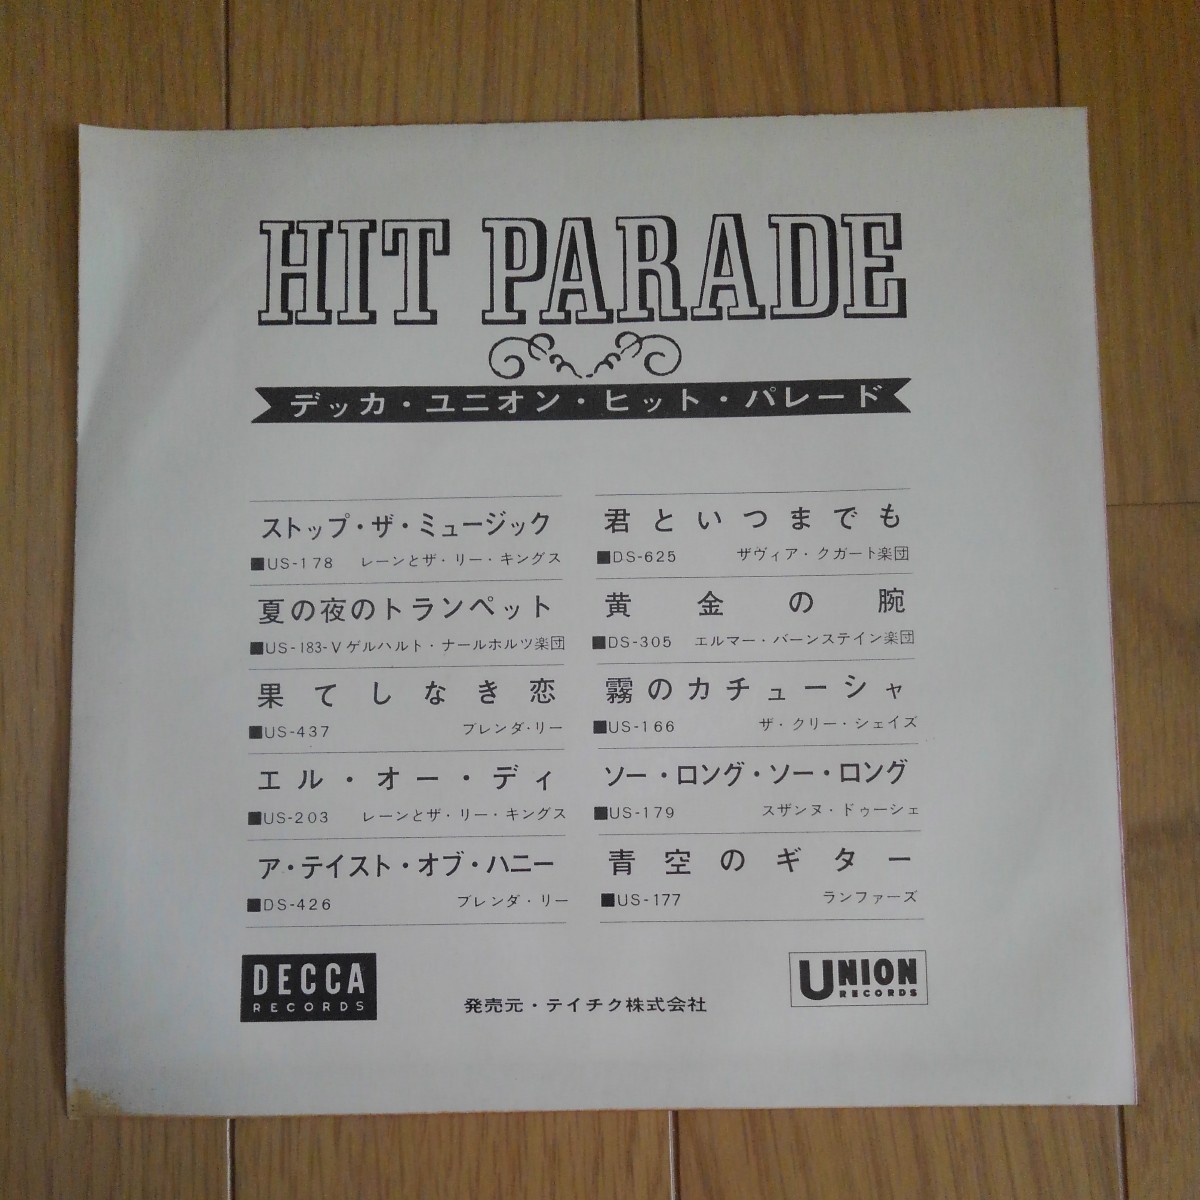 HIT PARADE
デッカ・ユニオン・ヒット・パレード
ストップ・ザ・ミュージック
■US-178 レーンとザ・リー・キングス
夏の夜のトランペット
■US-183-V ゲルハルト・ナールホルツ楽団
果てしなき恋
■US-437 ブレンダ・リー
エル・オー・ディ
■US-203 レーンとザ・リー・キングス
ア・テイスト・オブ・ハニー
■DS-426 ブレンダ・リー
君といつまでも
■DS-625 ザヴィア・クガート楽団
黄金の腕
■DS-305 エルマー・バーンステイン楽団
霧のカチューシャ
■US-166 ザ・クリー・シェイズ
ソー・ロング・ソー・ロング
■US-179 スザンヌ・ドゥーシェ
青空のギター
■US-177 ランファーズ
DECCA
RECORDS
発売元・テイチク株式会社
UNION
RECORDS